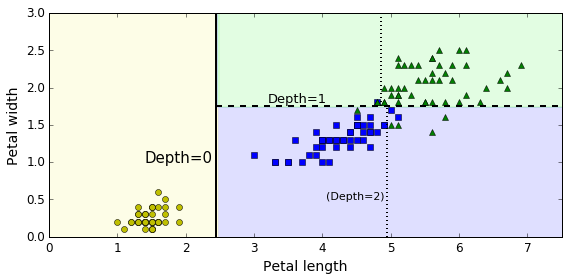 3.0
2.5
2.0
1.5
1.0
0.5
0.0
Petal width
Depth=1
Depth=0
(Depth=2)
0 1 2 3 4 5 6 7
Petal length